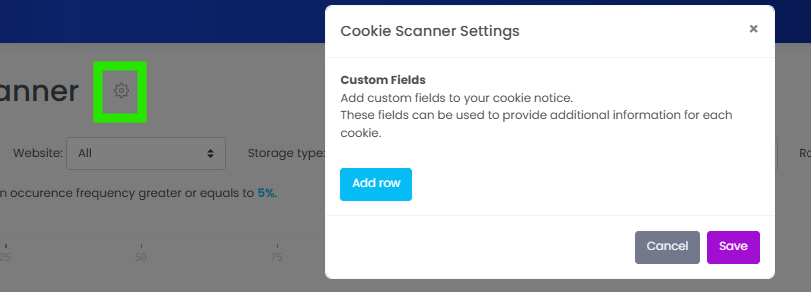 Cookie Scanner Settings ×
anner
Custom Fields
Add custom fields to your cookie notice.
These fields can be used to provide additional information for each
cookie.
Website: All Storage type:
Add row
n occurence frequency greater or equals to 5%.
Cancel Save
25 50 75